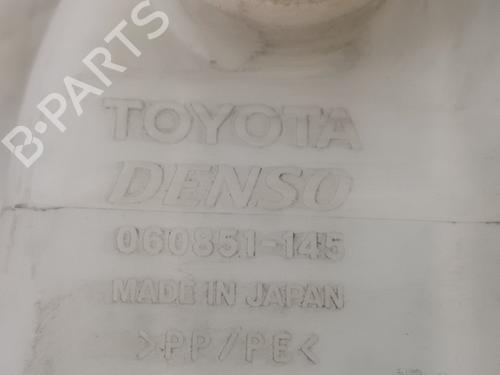 B-PARTS
TOYOTA
DENSO
060851-145
MADE IN JAPAN
>PP/PE<